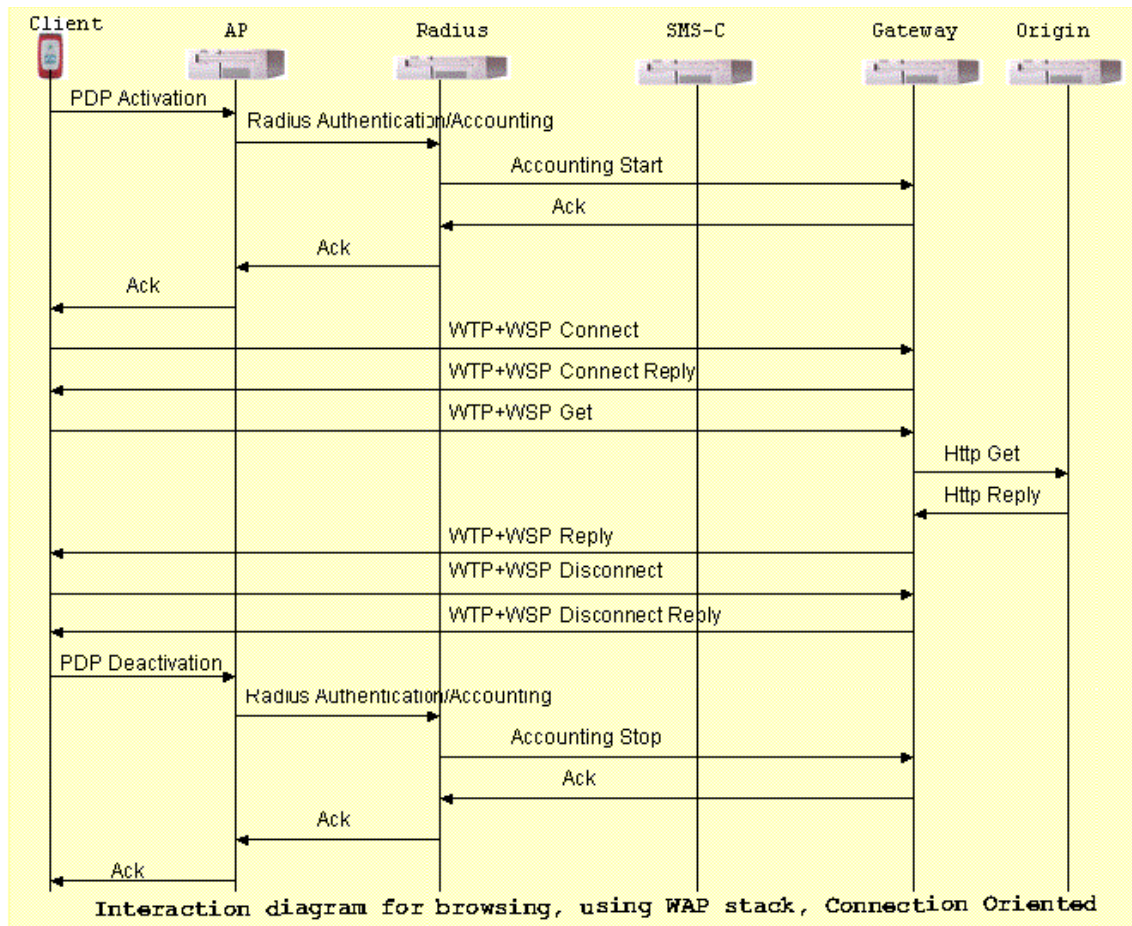 Client
AP
Radius
SMS-C
Gateway
Origin
PDP Activation
Radius Authentication/Accounting
Accounting Start
Ack
Ack
Ack
WTP+WSP Connect
WTP+WSP Connect Reply
WTP+WSP Get
Http Get
Http Reply
WTP+WSP Reply
WTP+WSP Disconnect
WTP+WSP Disconnect Reply
PDP Deactivation
Radius Authentication/Accounting
Accounting Stop
Ack
Ack
Ack
Interaction diagram for browsing, using WAP stack, Connection Oriented